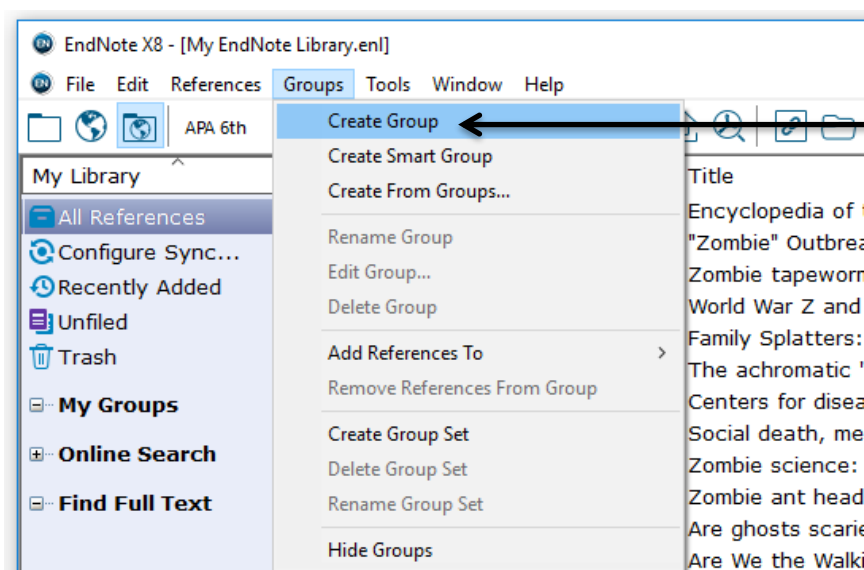 EndNote X8 - [My EndNote Library.enl]
File Edit References Groups Tools Window Help
APA 6th
My Library
All References
Configure Sync...
Recently Added
Unfiled
Trash
My Groups
Online Search
Find Full Text
Create Group
Create Smart Group
Create From Groups...
Rename Group
Edit Group...
Delete Group
Add References To
Remove References From Group
Create Group Set
Delete Group Set
Rename Group Set
Hide Groups
Title
Encyclopedia of
"Zombie" Outbrea
Zombie tapeworm
World War Z and
Family Splatters:
The achromatic "
Centers for disea
Social death, me
Zombie science:
Zombie ant head
Are ghosts scarie
Are We the Walki